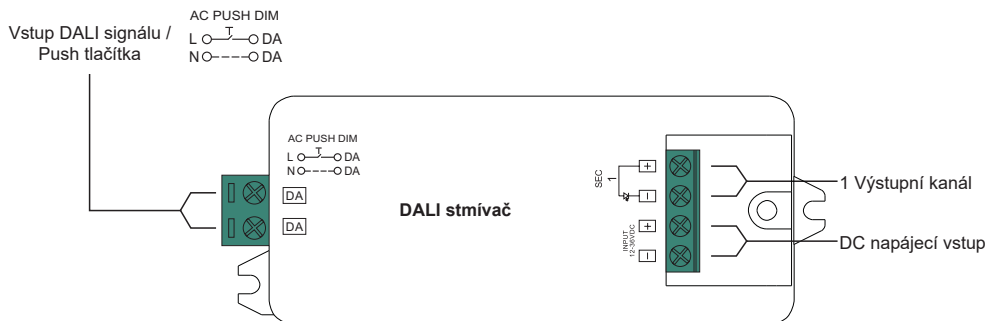 AC PUSH DIM
Vstup DALI signálu /
Push tlačítka
L DA
N DA
AC PUSH DIM
L DA
N DA
DA
DA
DALI stmívač
SEC
1
+
−
INPUT
12-36VDC
+
−
1 Výstupní kanál
DC napájecí vstup